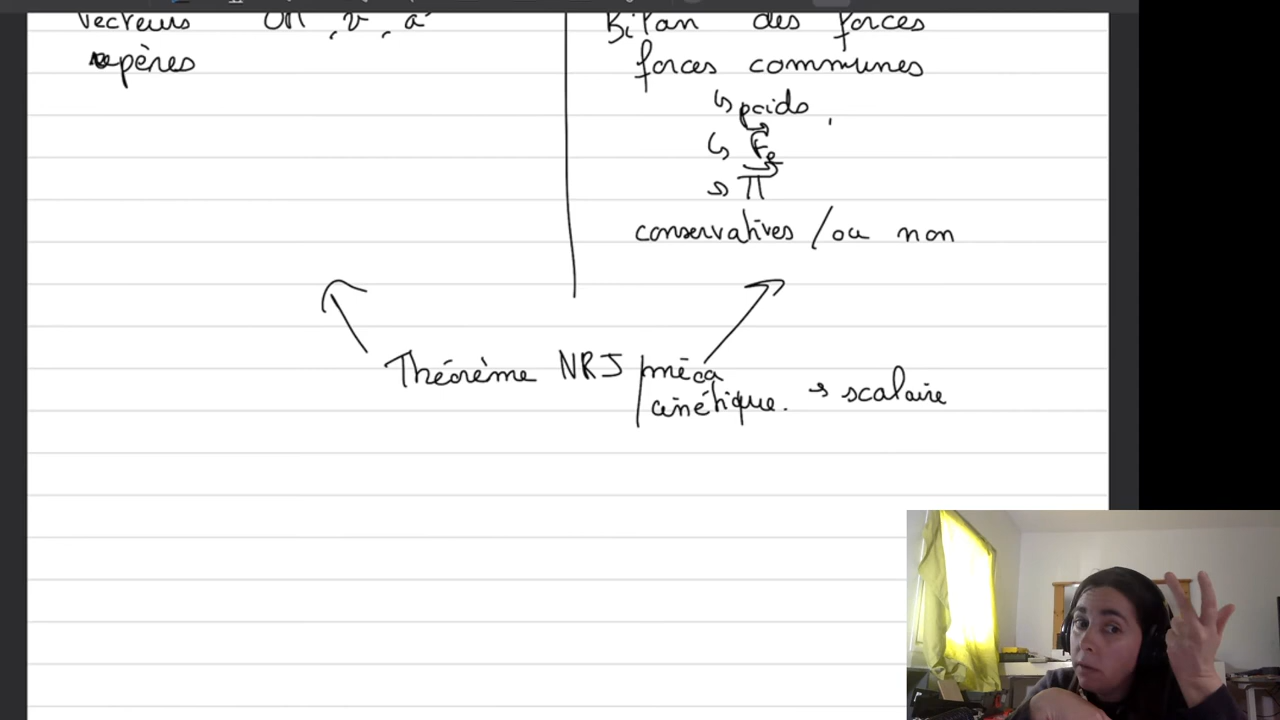 Vecteurs OM, v, a
repères
Bilan des forces
forces communes
↳ poids,
↳ Fe
↳ π
conservatives / ou non
Théorème NRJ méca
cinétique. → scalaire